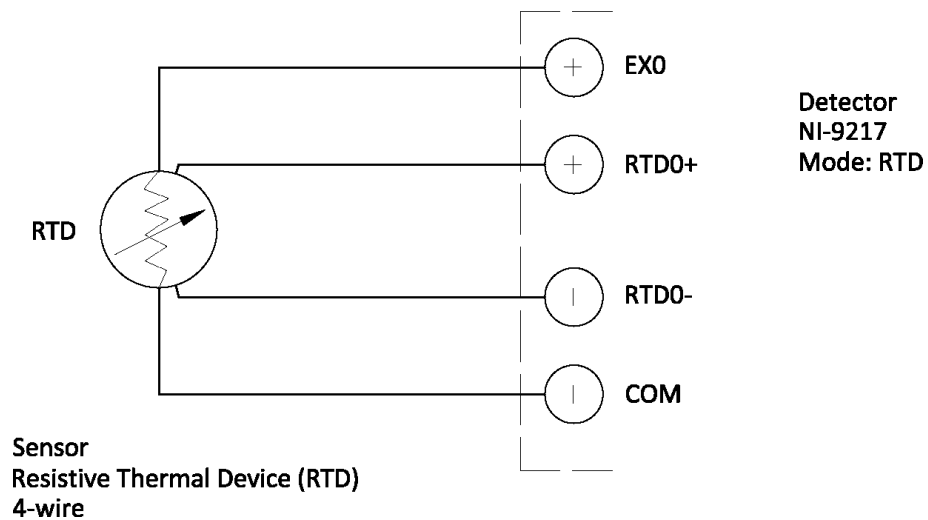 EX0
Detector
NI-9217
Mode: RTD
RTD0+
RTD
RTD0-
COM
Sensor
Resistive Thermal Device (RTD)
4-wire